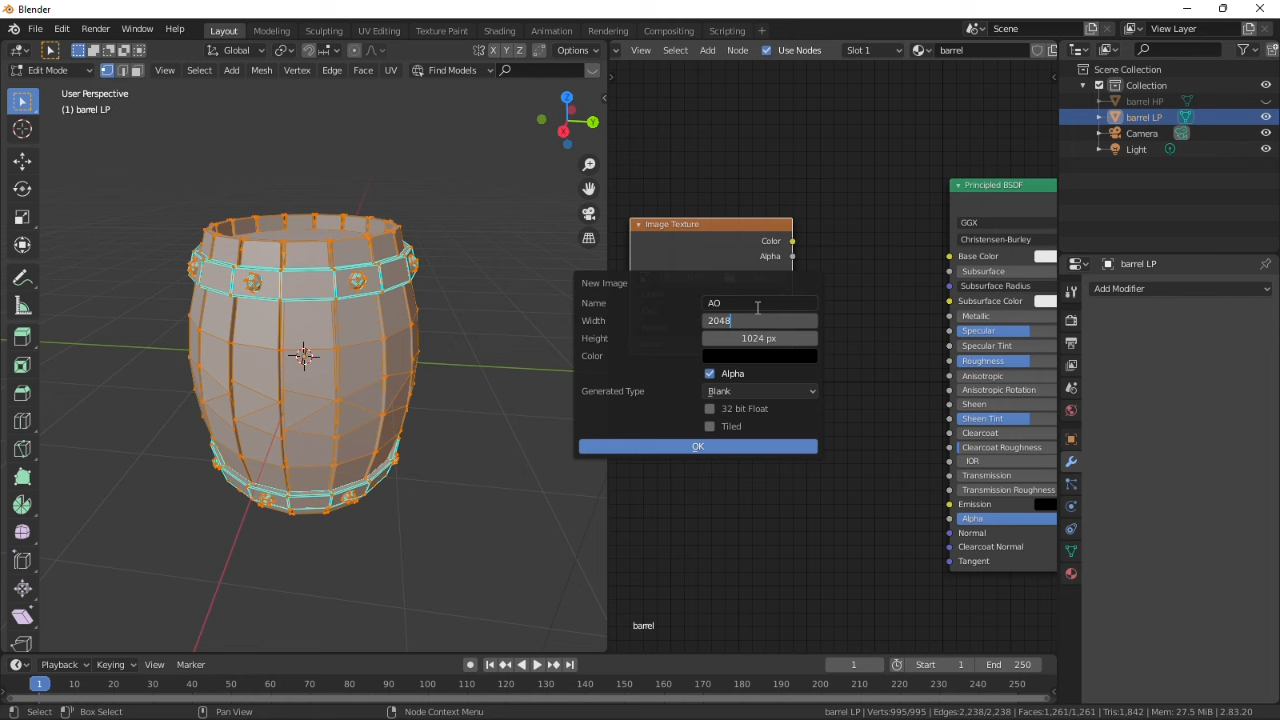 Blender
File Edit Render Window Help Layout Modeling Sculpting UV Editing Texture Paint Shading Animation Rendering Compositing Scripting + Scene View Layer
Global Options View Select Add Node Use Nodes Slot 1 barrel
Edit Mode View Select Add Mesh Vertex Edge Face UV Find Models
User Perspective
(1) barrel LP
X Y Z
Z
Y
X
Scene Collection
Collection
barrel HP
barrel LP
Camera
Light
barrel LP
Add Modifier
Image Texture
Color
Alpha
New Image
Name AO
Width 2048
Height 1024 px
Color
Alpha
Generated Type Blank
32 bit Float
Tiled
OK
Principled BSDF
GGX
Christensen-Burley
Base Color
Subsurface
Subsurface Radius
Subsurface Color
Metallic
Specular
Specular Tint
Roughness
Anisotropic
Anisotropic Rotation
Sheen
Sheen Tint
Clearcoat
Clearcoat Roughness
IOR
Transmission
Transmission Roughness
Emission
Alpha
Normal
Clearcoat Normal
Tangent
barrel
Playback Keying View Marker 1 Start 1 End 250
1 10 20 30 40 50 60 70 80 90 100 110 120 130 140 150 160 170 180 190 200 210 220 230 240 250
Select Box Select Pan View Node Context Menu barrel LP | Verts:995/995 | Edges:2,238/2,238 | Faces:1,261/1,261 | Tris:1,842 | Mem: 27.5 MiB | 2.83.20